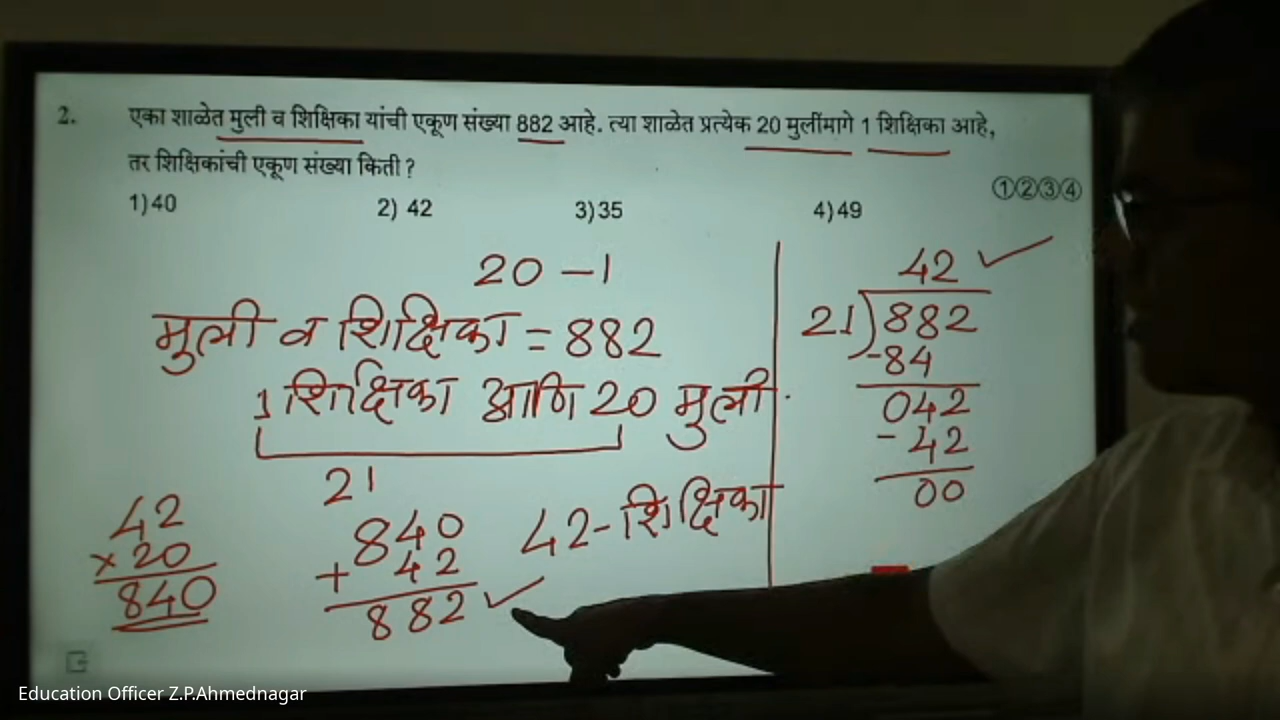 2. एका शाळेत मुली व शिक्षिका यांची एकूण संख्या 882 आहे. त्या शाळेत प्रत्येक 20 मुलींमागे 1 शिक्षिका आहे,
तर शिक्षिकांची एकूण संख्या किती ?
①②③④
1) 40 2) 42 3) 35 4) 49
20 – 1
मुली व शिक्षिका = 882
1 शिक्षिका आणि 20 मुली.
21
42
× 20
840
840
+ 42
882 ✓
42 - शिक्षिका
42 ✓
21)882
-84
042
- 42
00
Education Officer Z.P.Ahmednagar